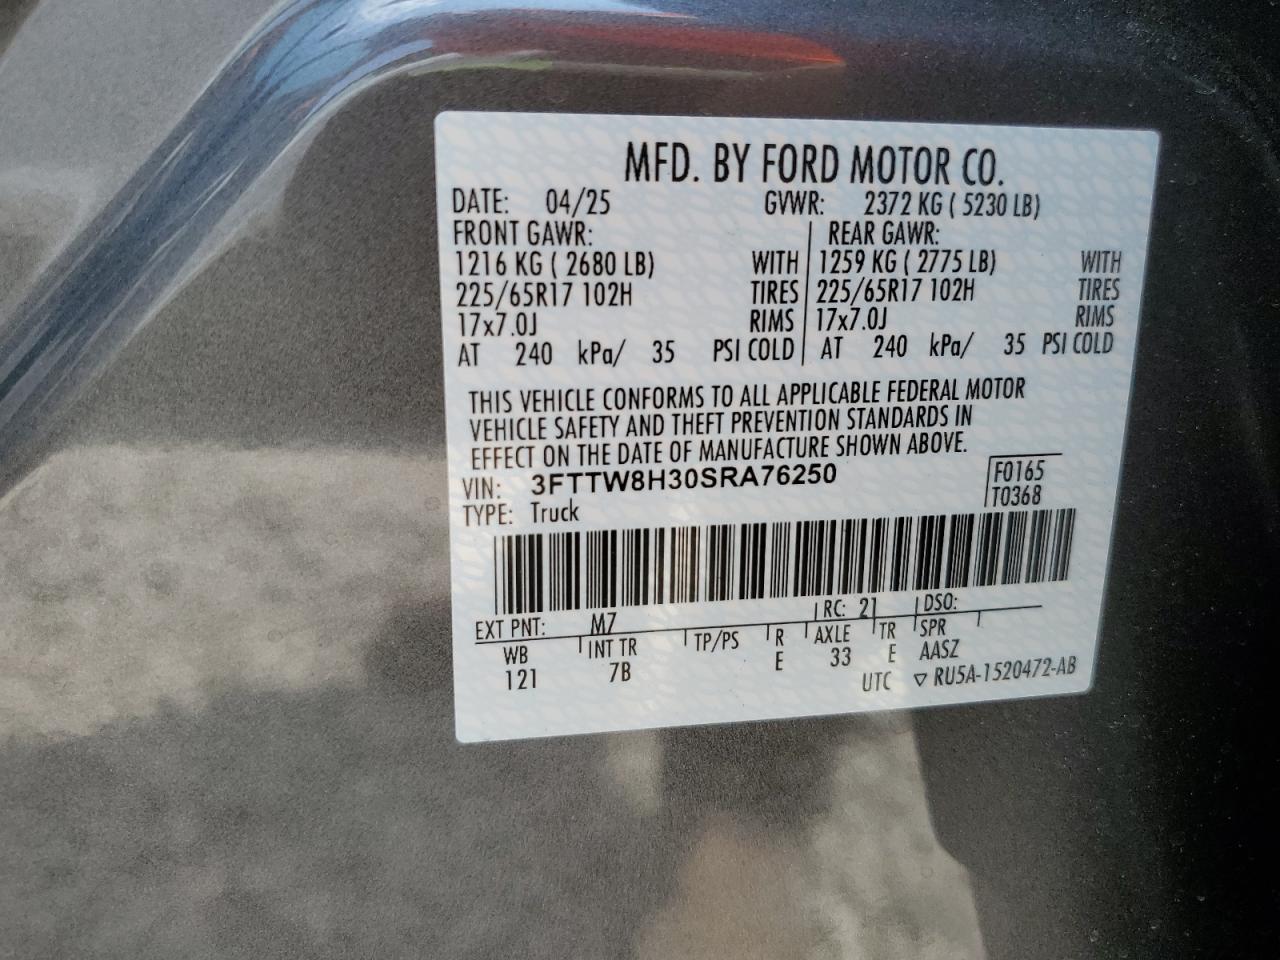 MFD. BY FORD MOTOR CO.
DATE: 04/25 GVWR: 2372 KG ( 5230 LB)
FRONT GAWR: REAR GAWR:
1216 KG ( 2680 LB) WITH 1259 KG ( 2775 LB) WITH
225/65R17 102H TIRES 225/65R17 102H TIRES
17x7.0J RIMS 17x7.0J RIMS
AT 240 kPa/ 35 PSI COLD AT 240 kPa/ 35 PSI COLD
THIS VEHICLE CONFORMS TO ALL APPLICABLE FEDERAL MOTOR
VEHICLE SAFETY AND THEFT PREVENTION STANDARDS IN
EFFECT ON THE DATE OF MANUFACTURE SHOWN ABOVE.
VIN: 3FTTW8H30SRA76250 F0165
TYPE: Truck T0368
EXT PNT: M7 RC: 21 DSO:
WB INT TR TP/PS R AXLE TR SPR
121 7B E 33 E AASZ
UTC ▽ RU5A-1520472-AB